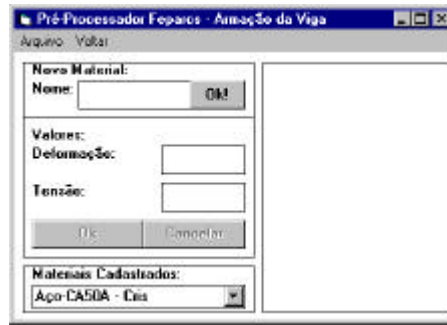 Pré-Processador Feparcs - Armação da Viga
Arquivo Voltar
Novo Material:
Nome: Ok!
Valores:
Deformação:
Tensão:
Ok Cancelar
Materiais Cadastrados:
Aço-CA50A - Cris